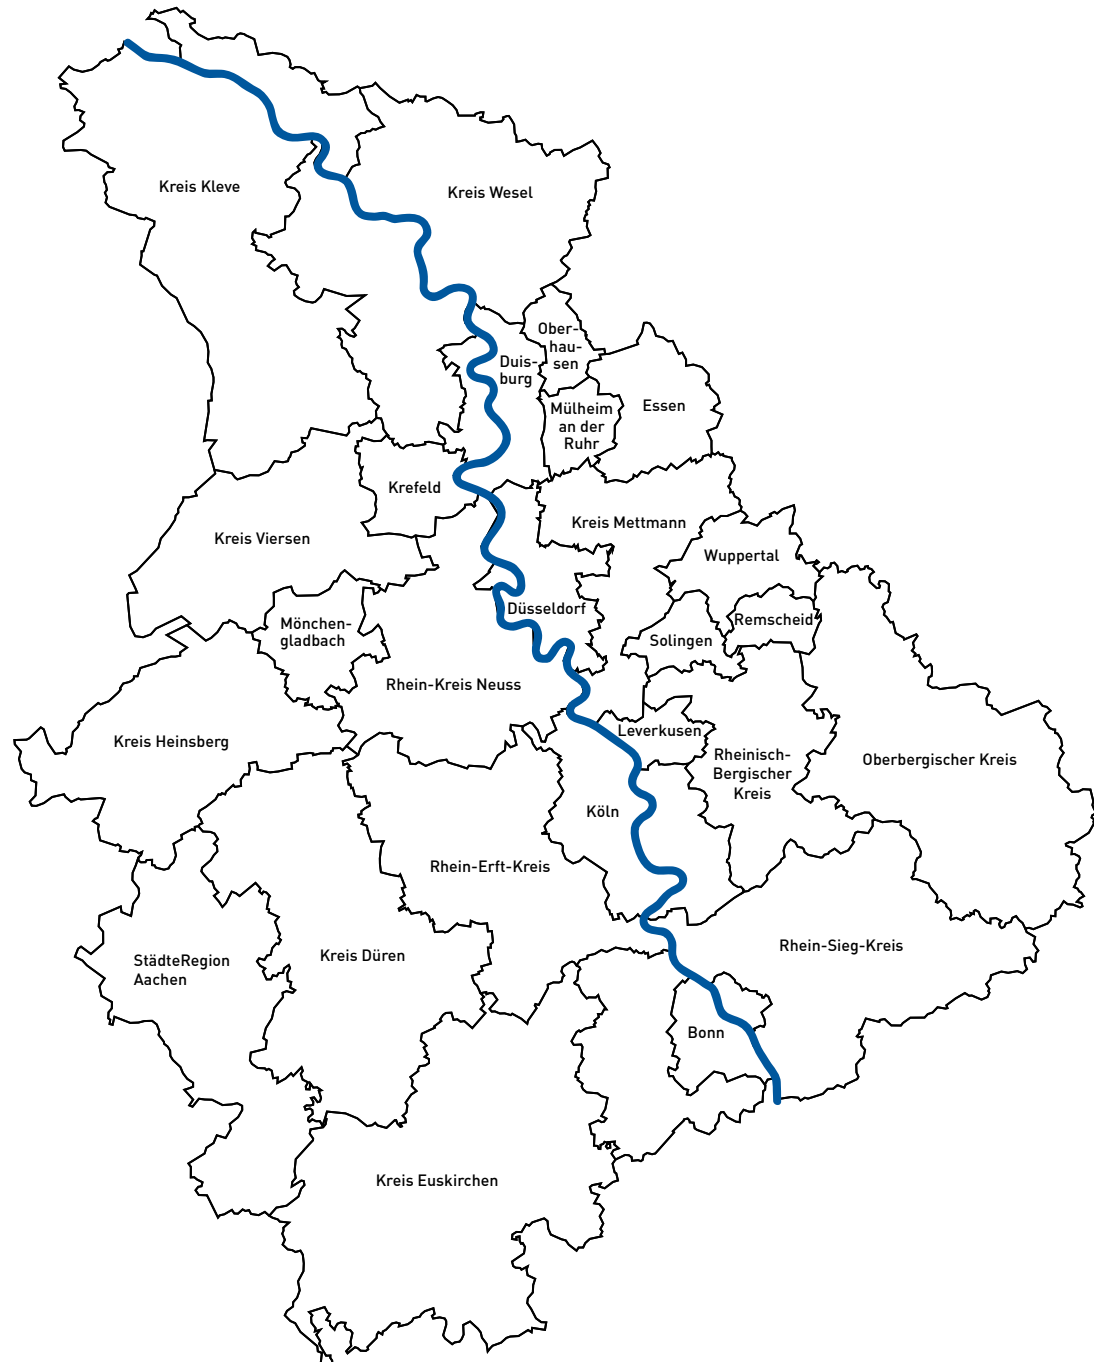 Kreis Kleve
Kreis Wesel
Ober-
hau-
sen
Duis-
burg
Mülheim
an der
Ruhr
Essen
Krefeld
Kreis Viersen
Kreis Mettmann
Wuppertal
Düsseldorf
Remscheid
Mönchen-
gladbach
Solingen
Rhein-Kreis Neuss
Leverkusen
Kreis Heinsberg
Rheinisch-
Bergischer
Kreis
Oberbergischer Kreis
Köln
Rhein-Erft-Kreis
Rhein-Sieg-Kreis
StädteRegion
Aachen
Kreis Düren
Bonn
Kreis Euskirchen